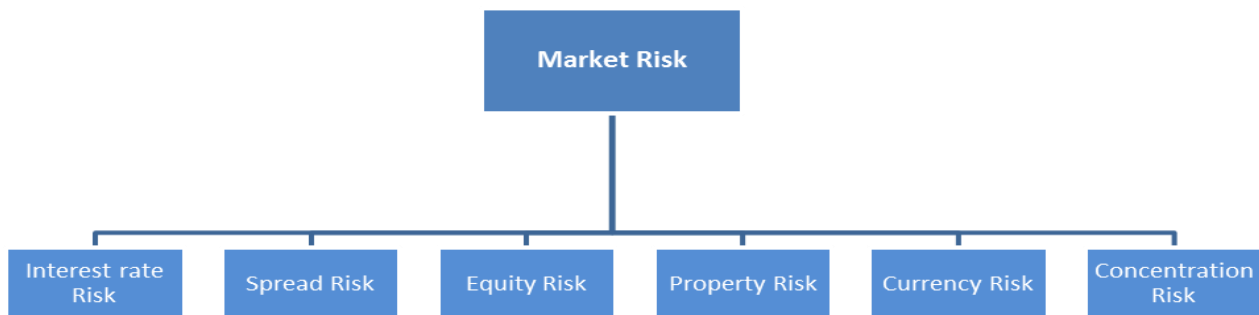 Market Risk
Interest rate
Risk
Spread Risk
Equity Risk
Property Risk
Currency Risk
Concentration
Risk